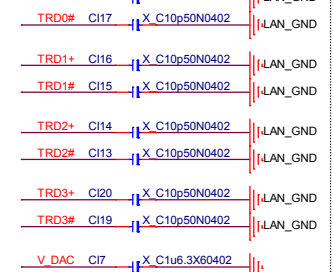 TRD0# CI17 X_C10p50N0402 LAN_GND
TRD1+ CI16 X_C10p50N0402 LAN_GND
TRD1# CI15 X_C10p50N0402 LAN_GND
TRD2+ CI14 X_C10p50N0402 LAN_GND
TRD2# CI13 X_C10p50N0402 LAN_GND
TRD3+ CI20 X_C10p50N0402 LAN_GND
TRD3# CI19 X_C10p50N0402 LAN_GND
V_DAC CI7 X_C1u6.3X60402